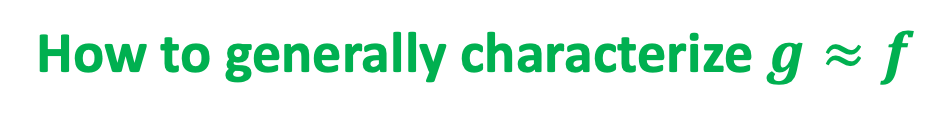 How to generally characterize g ≈ f